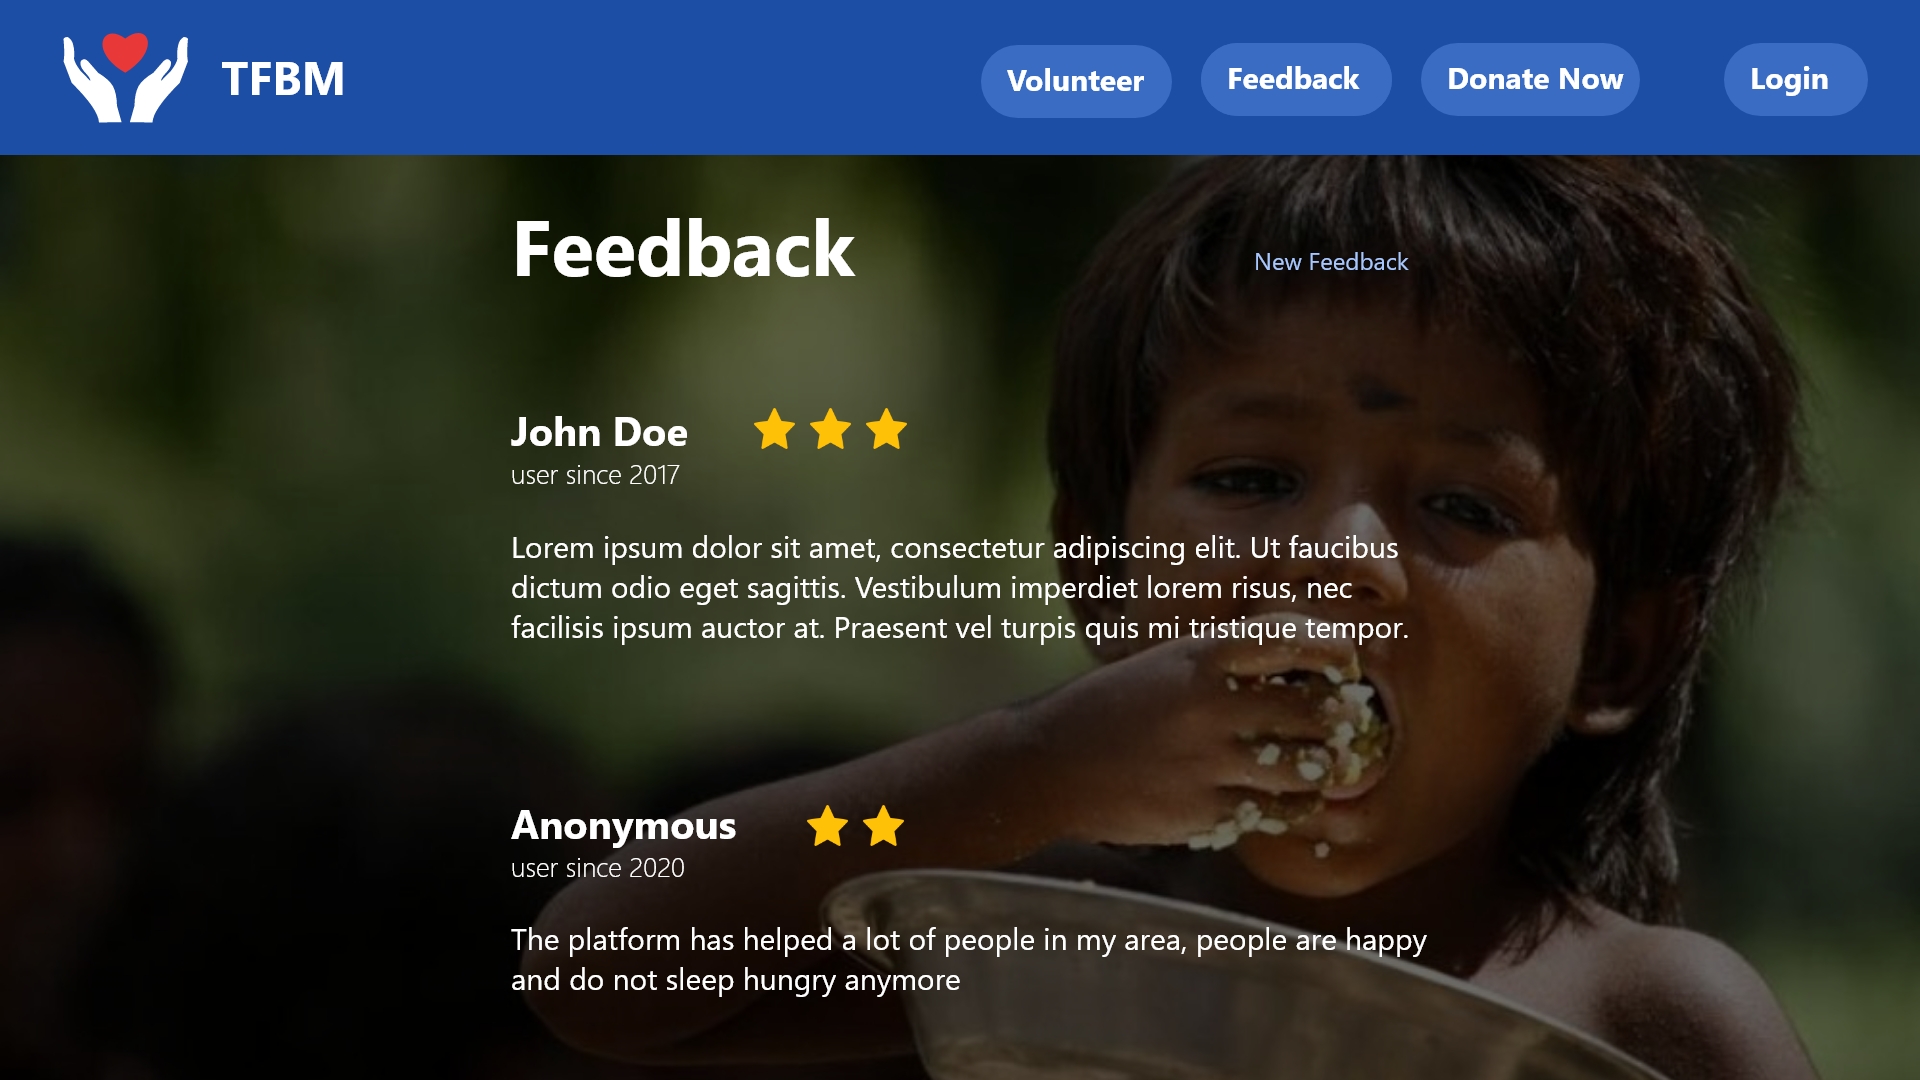 TFBM
Volunteer
Feedback
Donate Now
Login
Feedback
New Feedback
John Doe
user since 2017
Lorem ipsum dolor sit amet, consectetur adipiscing elit. Ut faucibus
dictum odio eget sagittis. Vestibulum imperdiet lorem risus, nec
facilisis ipsum auctor at. Praesent vel turpis quis mi tristique tempor.
Anonymous
user since 2020
The platform has helped a lot of people in my area, people are happy
and do not sleep hungry anymore